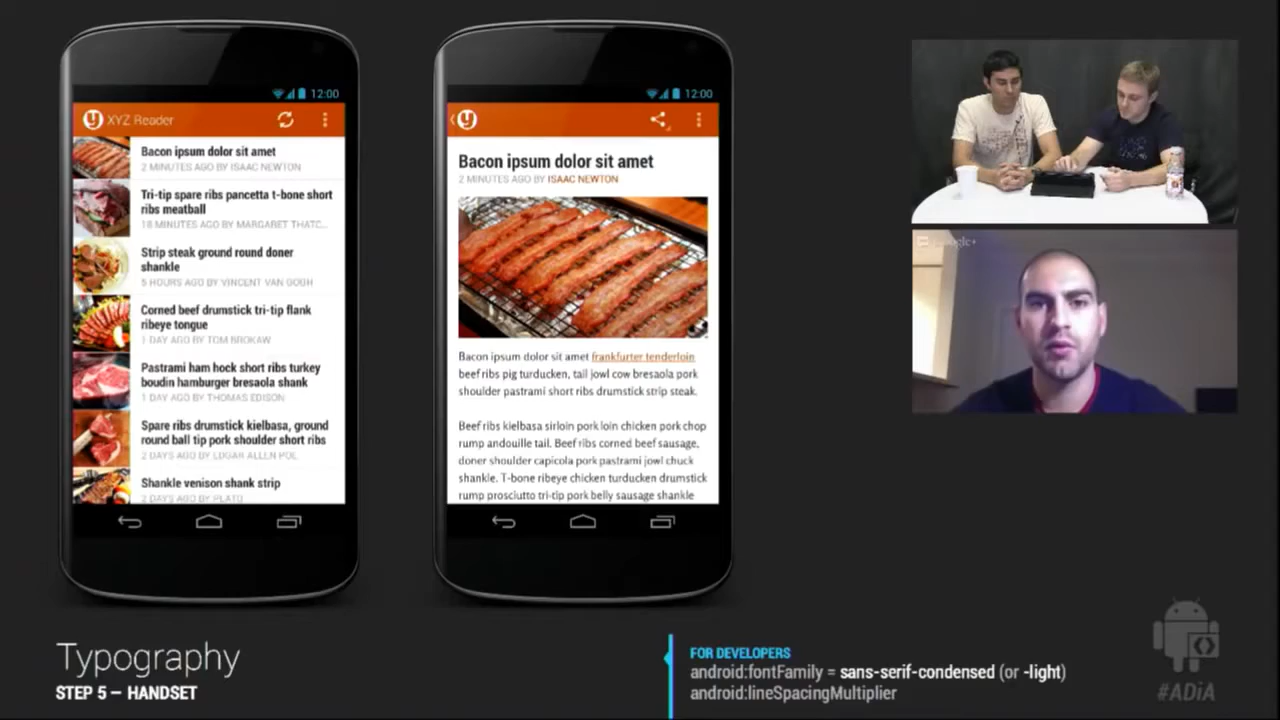 12:00
XYZ Reader
Bacon ipsum dolor sit amet
2 MINUTES AGO BY ISAAC NEWTON
Tri-tip spare ribs pancetta t-bone short
ribs meatball
18 MINUTES AGO BY MARGARET THATC...
Strip steak ground round doner
shankle
5 HOURS AGO BY VINCENT VAN GOGH
Corned beef drumstick tri-tip flank
ribeye tongue
1 DAY AGO BY TOM BROKAW
Pastrami ham hock short ribs turkey
boudin hamburger bresaola shank
1 DAY AGO BY THOMAS EDISON
Spare ribs drumstick kielbasa, ground
round ball tip pork shoulder short ribs
2 DAYS AGO BY EDGAR ALLEN POE
Shankle venison shank strip
2 DAYS AGO BY PLATO
12:00
Bacon ipsum dolor sit amet
2 MINUTES AGO BY ISAAC NEWTON
Bacon ipsum dolor sit amet frankfurter tenderloin
beef ribs pig turducken, tail jowl cow bresaola pork
shoulder pastrami short ribs drumstick strip steak.
Beef ribs kielbasa sirloin pork loin chicken pork chop
rump andouille tail. Beef ribs corned beef sausage,
doner shoulder capicola pork pastrami jowl chuck
shankle. T-bone ribeye chicken turducken drumstick
rump prosciutto tri-tip pork belly sausage shankle
Typography
STEP 5 – HANDSET
FOR DEVELOPERS
android:fontFamily = sans-serif-condensed (or -light)
android:lineSpacingMultiplier
#ADiA